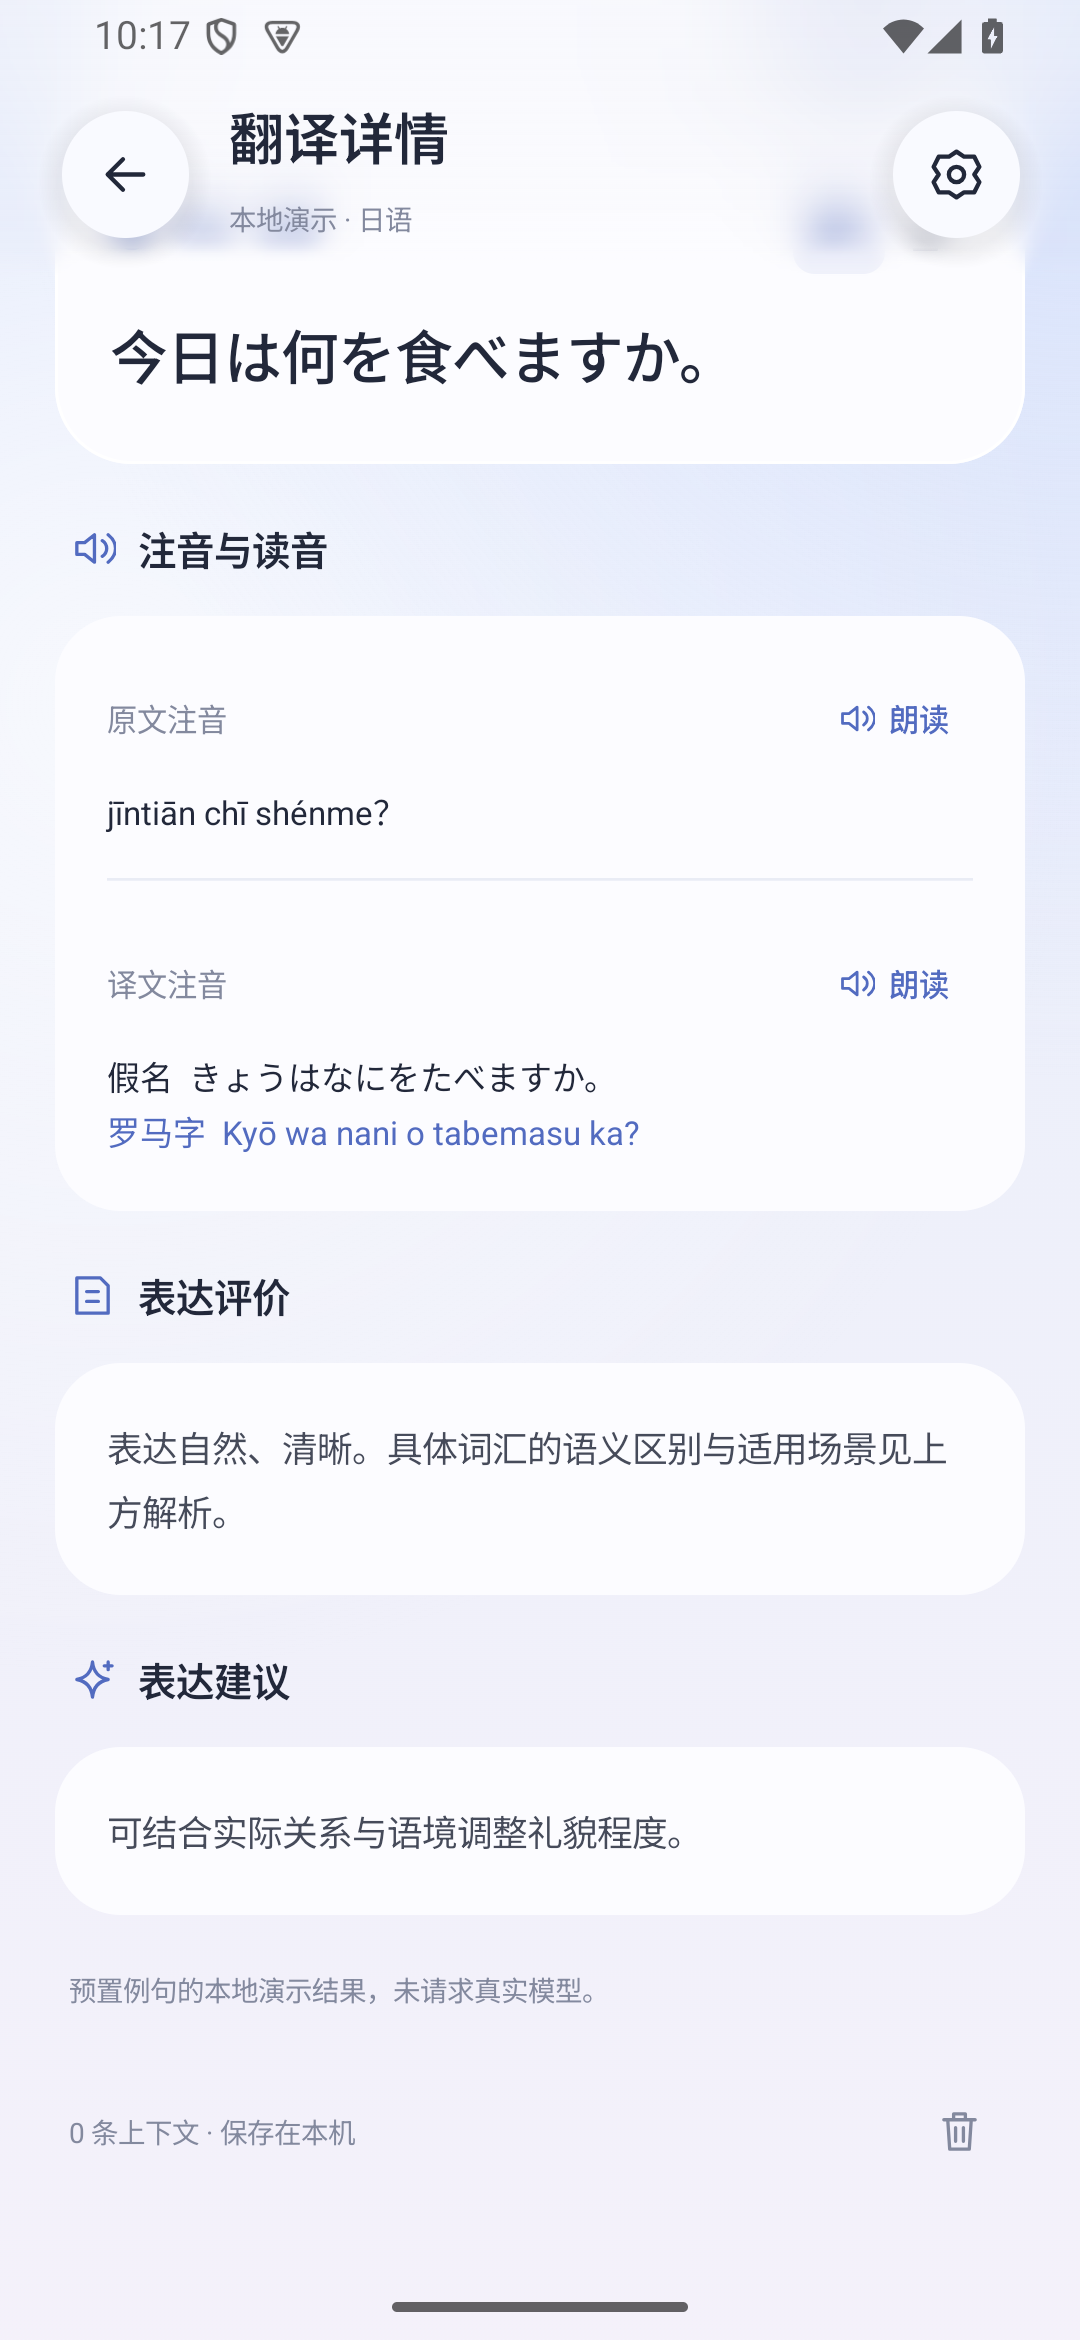 10:17
翻译详情
本地演示 · 日语
今日は何を食べますか。
注音与读音
原文注音
朗读
jīntiān chī shénme?
译文注音
朗读
假名 きょうはなにをたべますか。
罗马字 Kyō wa nani o tabemasu ka?
表达评价
表达自然、清晰。具体词汇的语义区别与适用场景见上
方解析。
表达建议
可结合实际关系与语境调整礼貌程度。
预置例句的本地演示结果，未请求真实模型。
0 条上下文 · 保存在本机